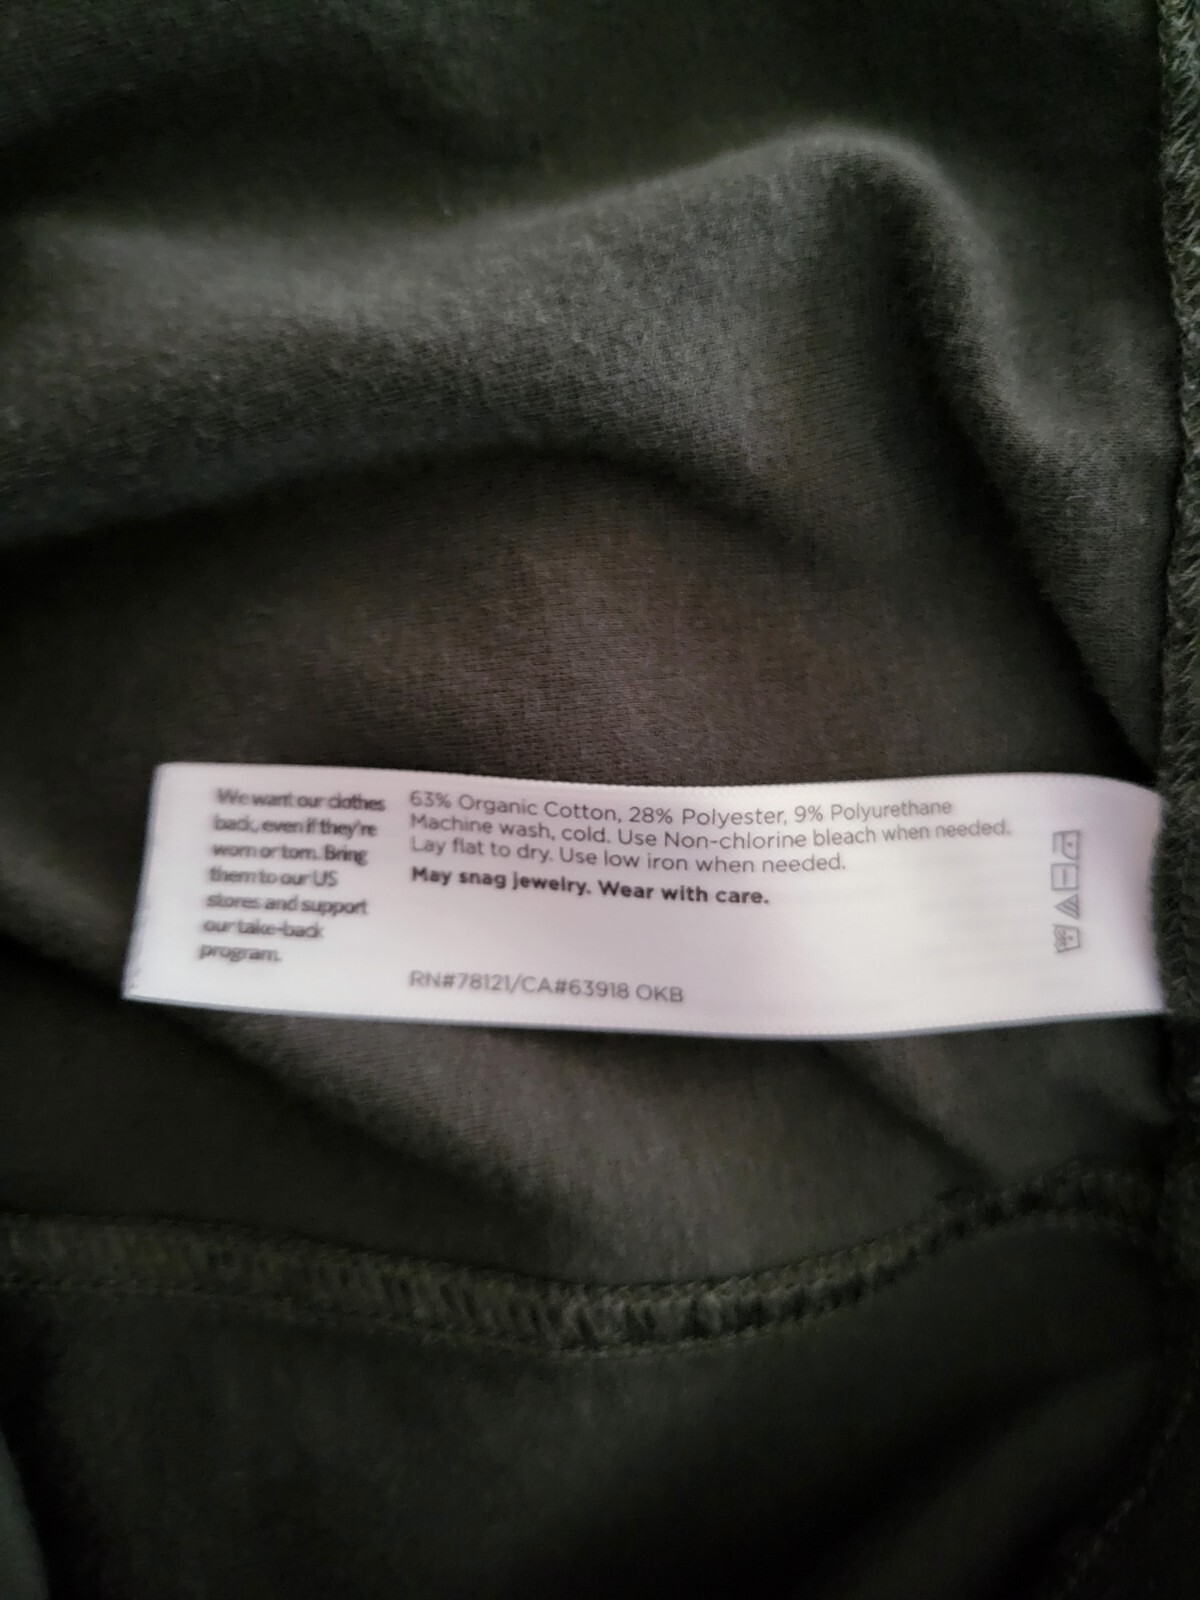 We want our clothes
back, even if they're
worn or torn. Bring
them to our US
stores and support
our take-back
program.
63% Organic Cotton, 28% Polyester, 9% Polyurethane
Machine wash, cold. Use Non-chlorine bleach when needed.
Lay flat to dry. Use low iron when needed.
May snag jewelry. Wear with care.
RN#78121/CA#63918 OKB